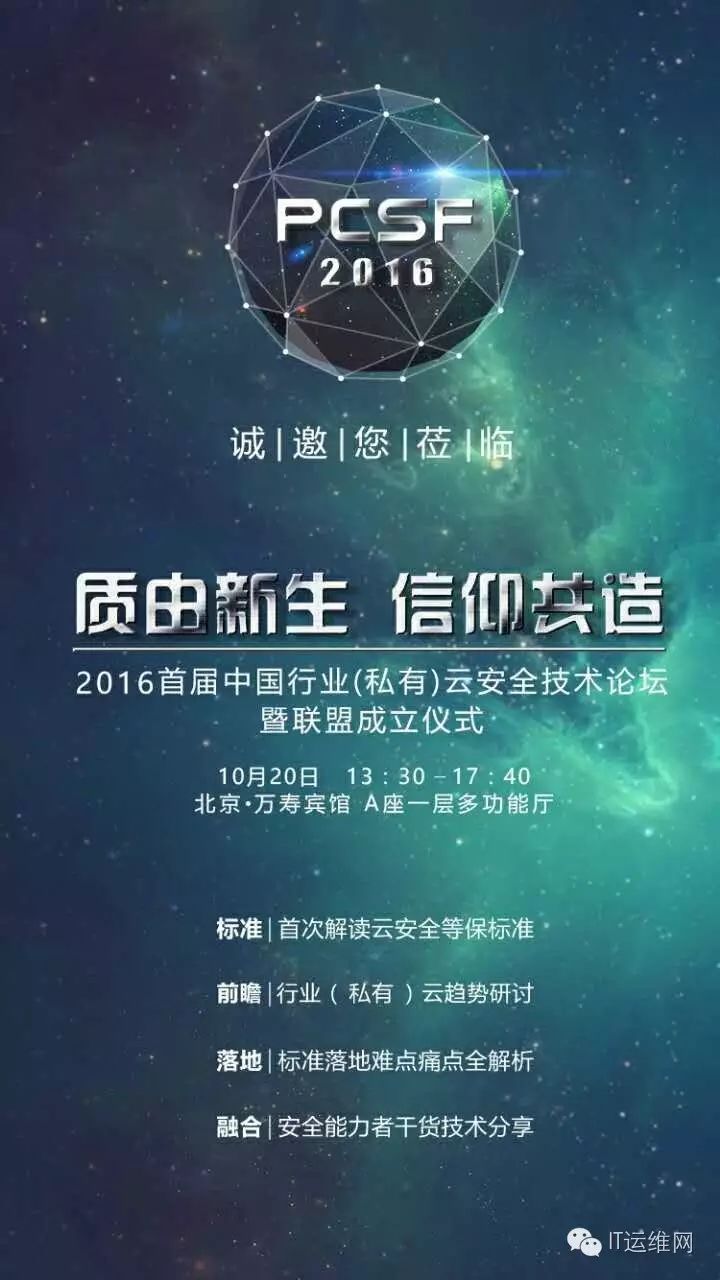 PCSF
2016
诚|邀|您|莅|临
质由新生 信仰共造
2016首届中国行业(私有)云安全技术论坛
暨联盟成立仪式
10月20日 13：30-17：40
北京·万寿宾馆 A座一层多功能厅
标准|首次解读云安全等保标准
前瞻|行业（私有）云趋势研讨
落地|标准落地难点痛点全解析
融合|安全能力者干货技术分享
IT运维网